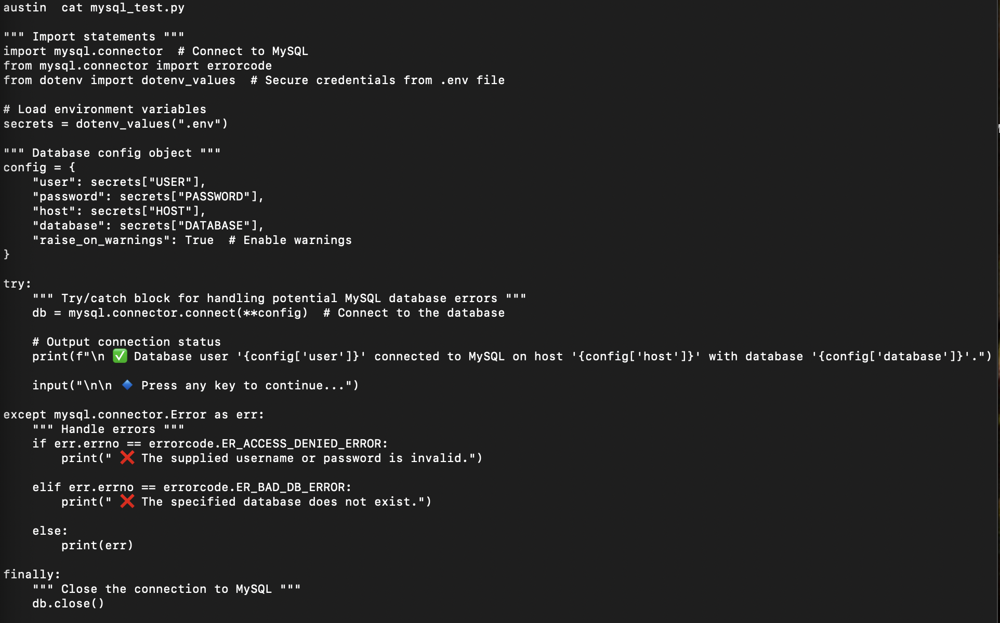 austin  cat mysql_test.py
""" Import statements """
import mysql.connector  # Connect to MySQL
from mysql.connector import errorcode
from dotenv import dotenv_values  # Secure credentials from .env file
# Load environment variables
secrets = dotenv_values(".env")
""" Database config object """
config = {
    "user": secrets["USER"],
    "password": secrets["PASSWORD"],
    "host": secrets["HOST"],
    "database": secrets["DATABASE"],
    "raise_on_warnings": True  # Enable warnings
}
try:
    """ Try/catch block for handling potential MySQL database errors """
    db = mysql.connector.connect(**config)  # Connect to the database
    # Output connection status
    print(f"\n ✅ Database user '{config['user']}' connected to MySQL on host '{config['host']}' with database '{config['database']}'.")
    input("\n\n 🔹 Press any key to continue...")
except mysql.connector.Error as err:
    """ Handle errors """
    if err.errno == errorcode.ER_ACCESS_DENIED_ERROR:
        print(" ❌ The supplied username or password is invalid.")
    elif err.errno == errorcode.ER_BAD_DB_ERROR:
        print(" ❌ The specified database does not exist.")
    else:
        print(err)
finally:
    """ Close the connection to MySQL """
    db.close()